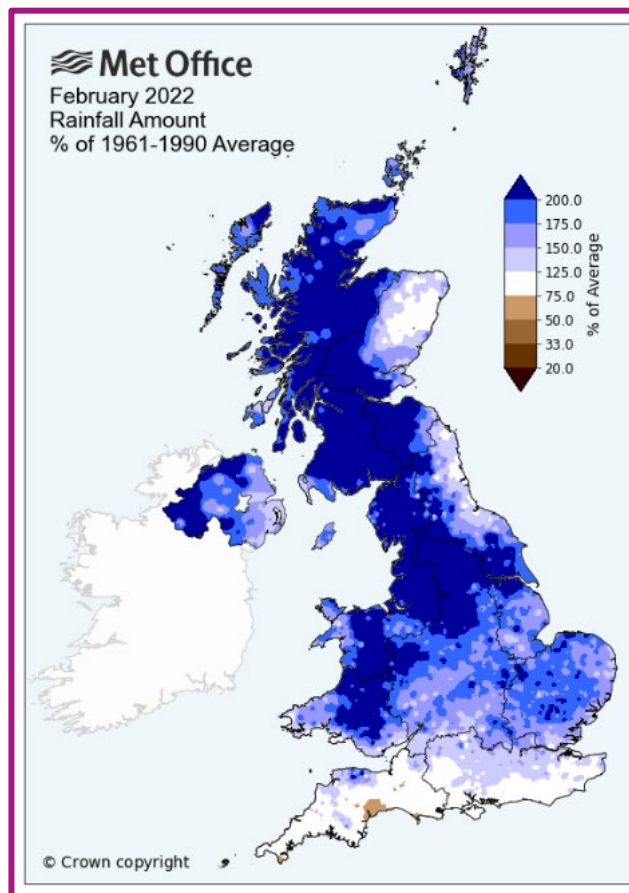 Met Office
February 2022
Rainfall Amount
% of 1961-1990 Average
200.0
175.0
150.0
125.0
75.0
50.0
33.0
20.0
% of Average
© Crown copyright